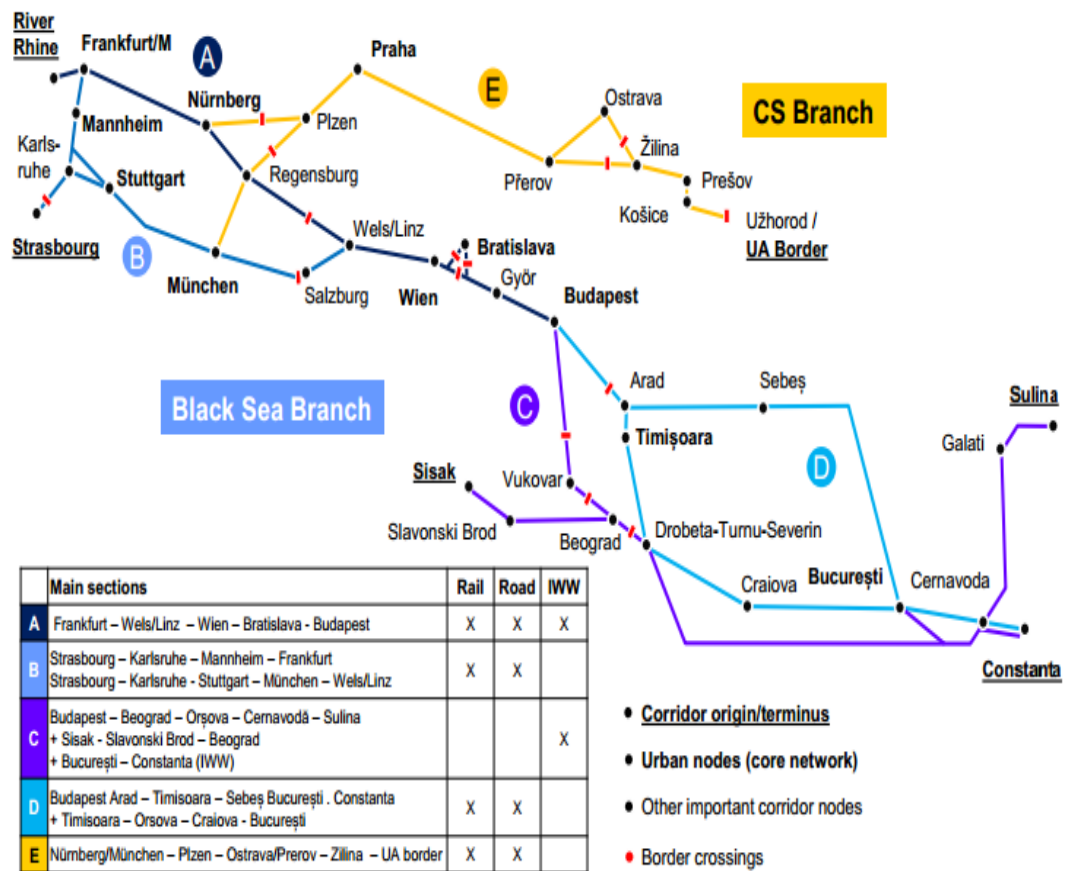 River
Rhine
Frankfurt/M
A
Praha
Nürnberg
E
Ostrava
CS Branch
Plzen
Mannheim
Karls-
ruhe
Stuttgart
Regensburg
Žilina
Přerov
Prešov
Košice
Užhorod /
UA Border
Strasbourg
B
Wels/Linz
Bratislava
München
Salzburg
Wien
Györ
Budapest
Black Sea Branch
C
Arad
Sebeș
Sulina
Timișoara
Galati
Sisak
Vukovar
D
Slavonski Brod
Beograd
Drobeta-Turnu-Severin
Craiova
București
Cernavoda
Constanta
Main sections Rail Road IWW
A Frankfurt – Wels/Linz – Wien – Bratislava - Budapest X X X
B Strasbourg – Karlsruhe – Mannheim – Frankfurt
Strasbourg – Karlsruhe - Stuttgart – München – Wels/Linz X X
C Budapest – Beograd – Orșova – Cernavodă – Sulina
+ Sisak - Slavonski Brod – Beograd X
+ București – Constanta (IWW)
D Budapest Arad – Timisoara – Sebeș București . Constanta
+ Timisoara – Orsova – Craiova - București X X
E Nürnberg/München – Plzen – Ostrava/Prerov – Zilina – UA border X X
• Corridor origin/terminus
• Urban nodes (core network)
• Other important corridor nodes
• Border crossings